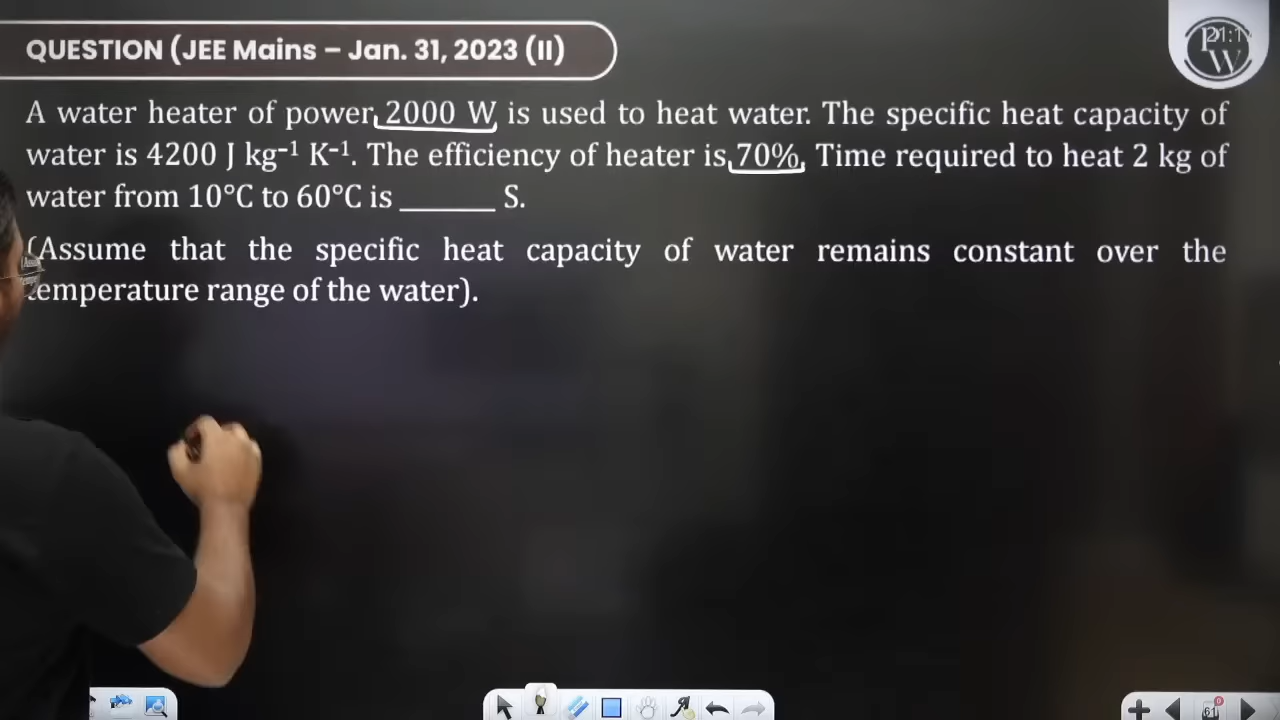 QUESTION (JEE Mains – Jan. 31, 2023 (II)
A water heater of power 2000 W is used to heat water. The specific heat capacity of
water is 4200 J kg⁻¹ K⁻¹. The efficiency of heater is 70%. Time required to heat 2 kg of
water from 10°C to 60°C is ______ S.
(Assume that the specific heat capacity of water remains constant over the
temperature range of the water).
61